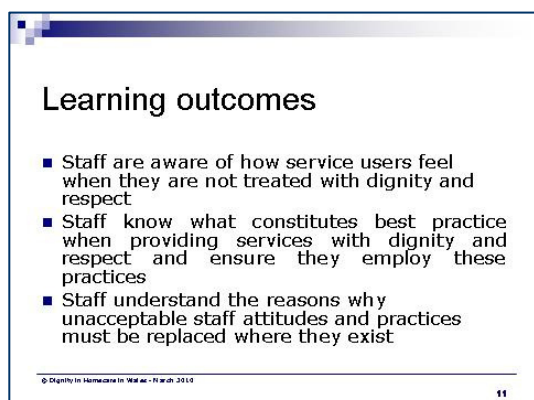 Learning outcomes
Staff are aware of how service users feel
when they are not treated with dignity and
respect
Staff know what constitutes best practice
when providing services with dignity and
respect and ensure they employ these
practices
Staff understand the reasons why
unacceptable staff attitudes and practices
must be replaced where they exist
© Dignity in Homecare in Wales - March 2010
11